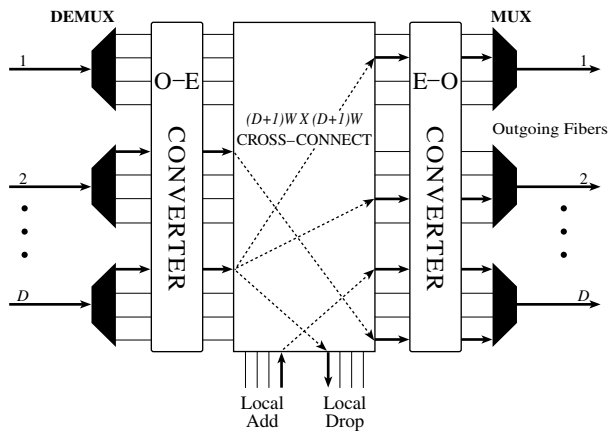 DEMUX
MUX
1
1
O–E
E–O
(D+1)W X (D+1)W
CROSS–CONNECT
CONVERTER
CONVERTER
Outgoing Fibers
2
2
D
D
Local
Add
Local
Drop